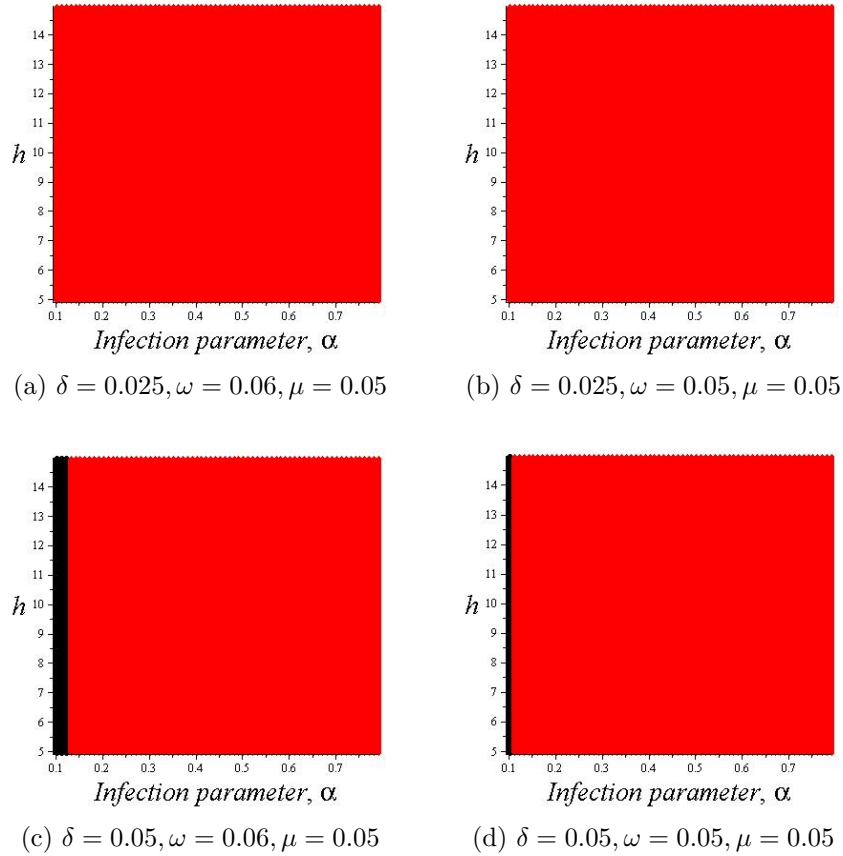 14
13
12
11
h 10
9
8
7
6
5
0.1 0.2 0.3 0.4 0.5 0.6 0.7
Infection parameter, α
(a) δ = 0.025, ω = 0.06, μ = 0.05
14
13
12
11
h 10
9
8
7
6
5
0.1 0.2 0.3 0.4 0.5 0.6 0.7
Infection parameter, α
(b) δ = 0.025, ω = 0.05, μ = 0.05
14
13
12
11
h 10
9
8
7
6
5
0.1 0.2 0.3 0.4 0.5 0.6 0.7
Infection parameter, α
(c) δ = 0.05, ω = 0.06, μ = 0.05
14
13
12
11
h 10
9
8
7
6
5
0.1 0.2 0.3 0.4 0.5 0.6 0.7
Infection parameter, α
(d) δ = 0.05, ω = 0.05, μ = 0.05